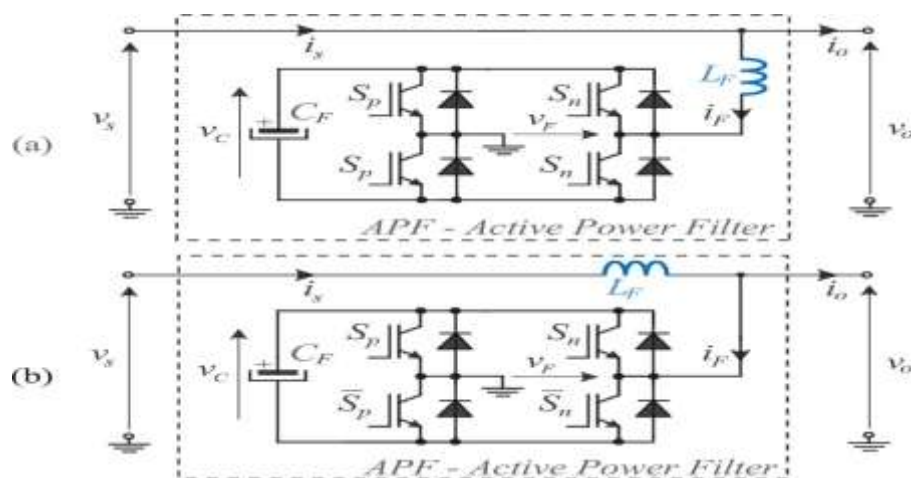 i_s
i_o
L_F
S_p
S_n
C_F
+
i_F
v_s
v_C
v_F
v_o
(a)
S_p
S_n
APF - Active Power Filter
i_s
L_F
i_o
S_p
S_n
C_F
+
i_F
v_s
v_C
v_F
v_o
(b)
S̅_p
S̅_n
APF - Active Power Filter